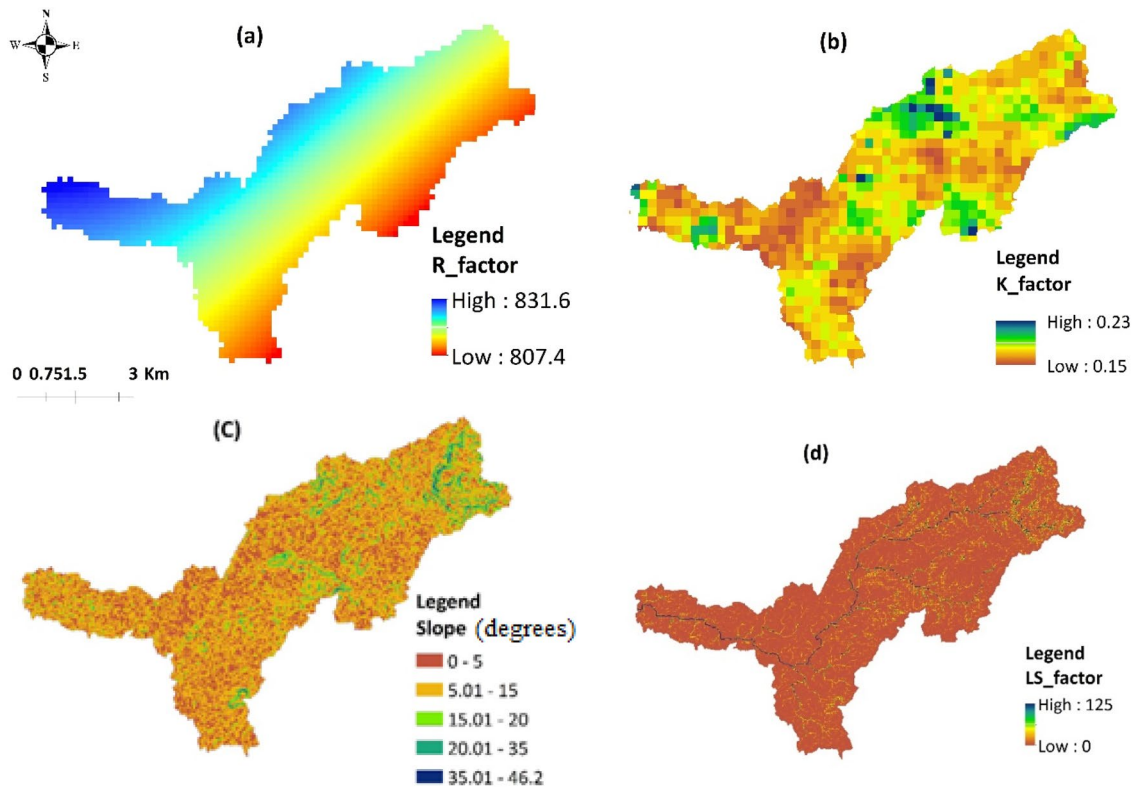 N
W E
S
(a)
Legend
R_factor
High : 831.6
Low : 807.4
0 0.751.5 3 Km
(b)
Legend
K_factor
High : 0.23
Low : 0.15
(C)
Legend
Slope (degrees)
0 - 5
5.01 - 15
15.01 - 20
20.01 - 35
35.01 - 46.2
(d)
Legend
LS_factor
High : 125
Low : 0